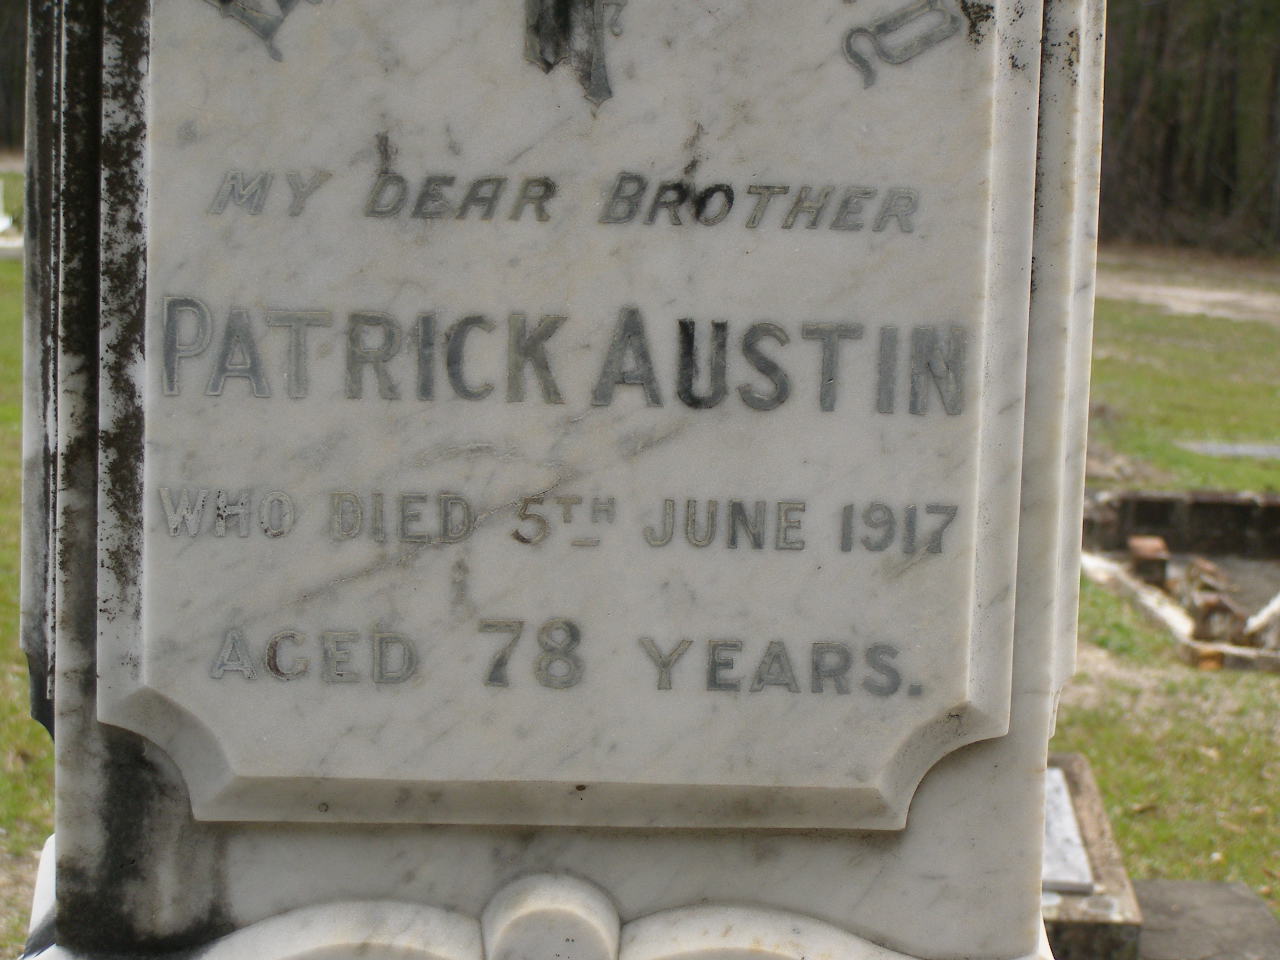 MY DEAR BROTHER
PATRICK AUSTIN
WHO DIED 5TH JUNE 1917
AGED 78 YEARS.